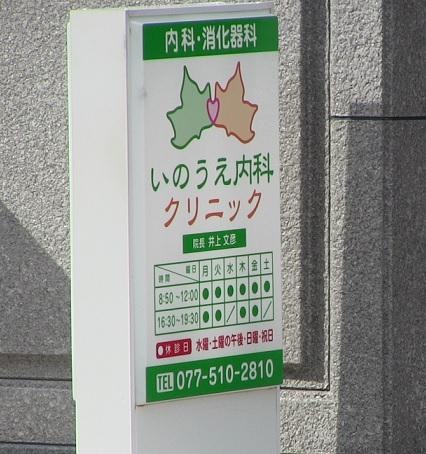 内科・消化器科
いのうえ内科
クリニック
院長 井上 文彦
時間 曜日 月 火 水 木 金 土
8:50~12:00 ● ● ● ● ● ●
16:30~19:30 ● ● / ● ● /
●休診日 水曜・土曜の午後・日曜・祝日
TEL 077-510-2810